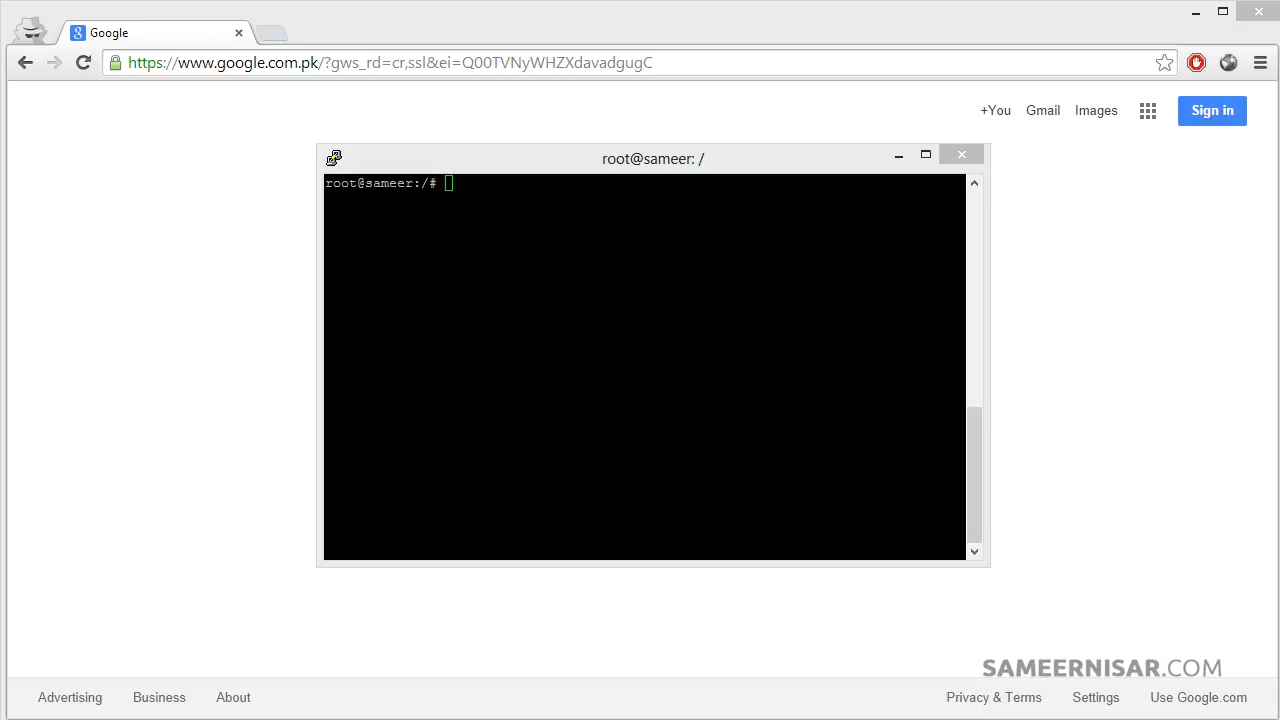 Google
https://www.google.com.pk/?gws_rd=cr,ssl&ei=Q00TVNyWHZXdavadgugC
+You Gmail Images Sign in
root@sameer: /
root@sameer:/#
SAMEERNISAR.COM
Advertising Business About Privacy & Terms Settings Use Google.com